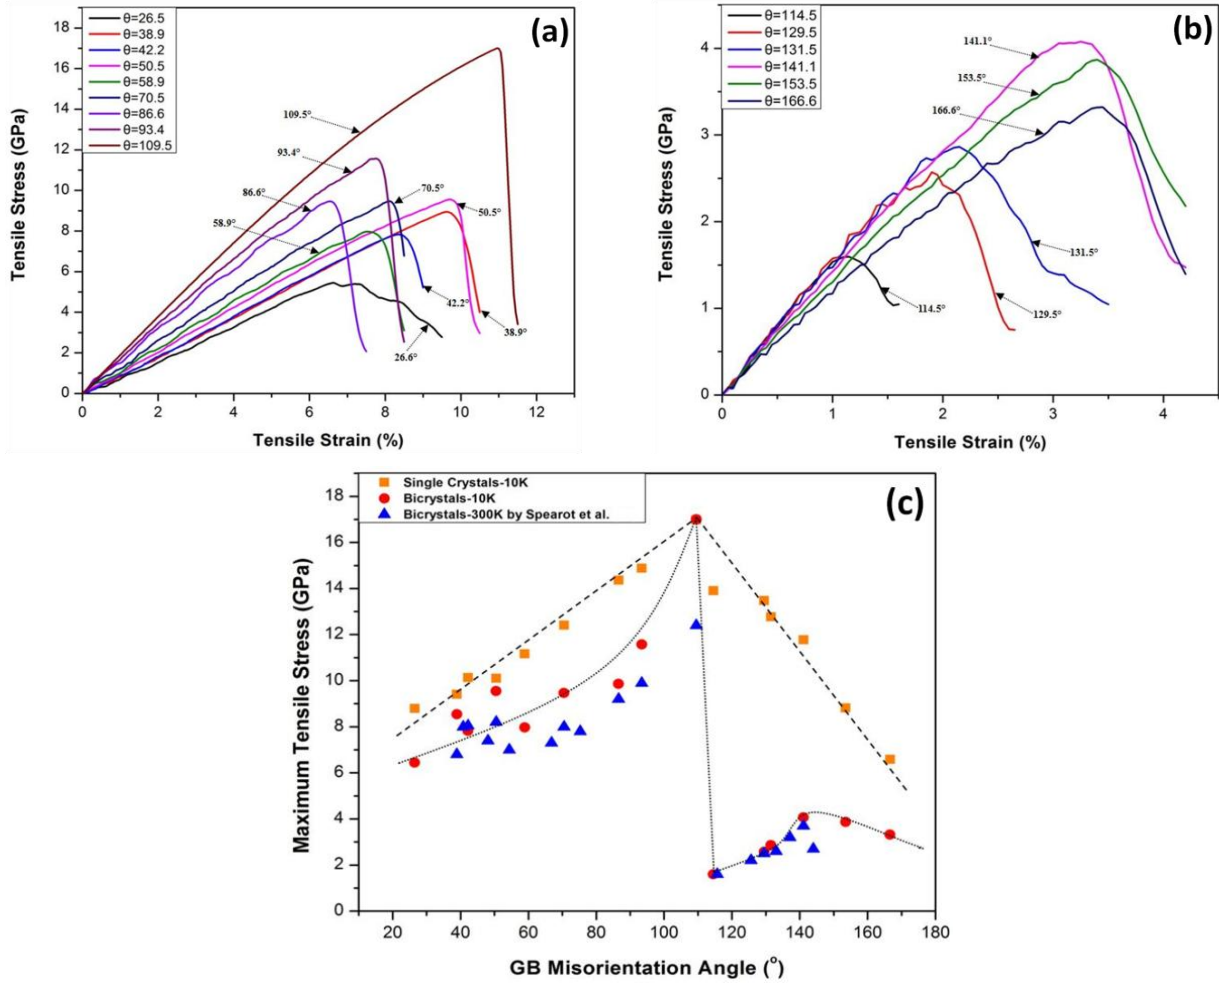 (a)
θ=26.5
θ=38.9
θ=42.2
θ=50.5
θ=58.9
θ=70.5
θ=86.6
θ=93.4
θ=109.5
Tensile Stress (GPa)
18
16
14
12
10
8
6
4
2
0
109.5°
93.4°
86.6°
58.9°
70.5°
50.5°
42.2°
38.9°
26.6°
0 2 4 6 8 10 12
Tensile Strain (%)
(b)
θ=114.5
θ=129.5
θ=131.5
θ=141.1
θ=153.5
θ=166.6
Tensile Stress (GPa)
4
3
2
1
0
141.1°
153.5°
166.6°
131.5°
114.5°
129.5°
0 1 2 3 4
Tensile Strain (%)
(c)
Single Crystals-10K
Bicrystals-10K
Bicrystals-300K by Spearot et al.
Maximum Tensile Stress (GPa)
18
16
14
12
10
8
6
4
2
0
20 40 60 80 100 120 140 160 180
GB Misorientation Angle (°)